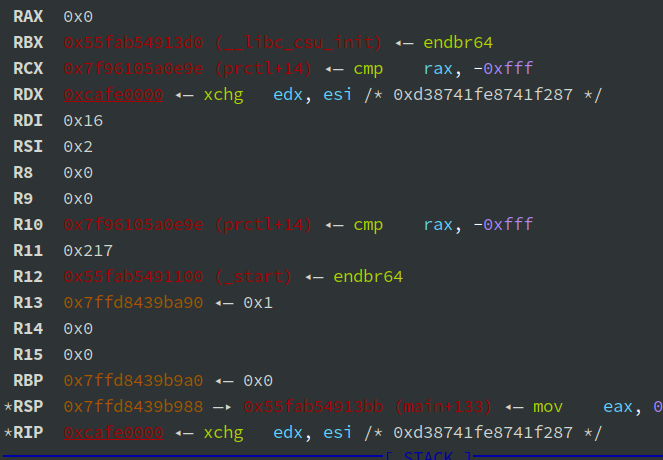 RAX 0x0
RBX 0x55fab54913d0 (__libc_csu_init) ◂— endbr64
RCX 0x7f96105a0e9e (prctl+14) ◂— cmp rax, -0xfff
RDX 0xcafe0000 ◂— xchg edx, esi /* 0xd38741fe8741f287 */
RDI 0x16
RSI 0x2
R8 0x0
R9 0x0
R10 0x7f96105a0e9e (prctl+14) ◂— cmp rax, -0xfff
R11 0x217
R12 0x55fab5491100 (_start) ◂— endbr64
R13 0x7ffd8439ba90 ◂— 0x1
R14 0x0
R15 0x0
RBP 0x7ffd8439b9a0 ◂— 0x0
*RSP 0x7ffd8439b988 —▸ 0x55fab54913bb (main+133) ◂— mov eax, 0
*RIP 0xcafe0000 ◂— xchg edx, esi /* 0xd38741fe8741f287 */
[ STACK ]